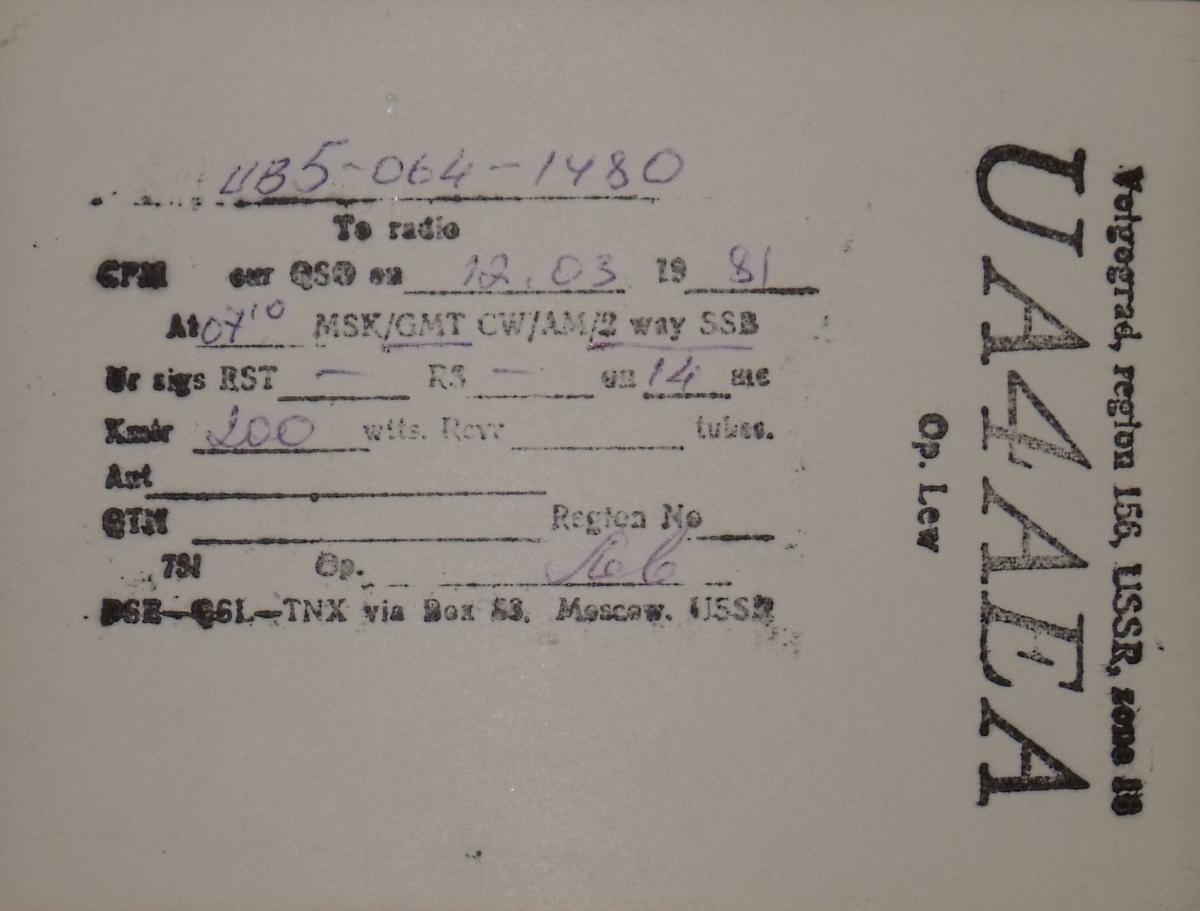 UB5-064-1480
To radio
CFM our QSO on 12.03 19 81
At 07¹⁰ MSK/GMT CW/AM/2 way SSB
Ur sigs RST — RS — on 14 mc
Xmtr 200 wtts. Rcvr tubes.
Ant
QTH Region No
73! Op. Лев
PSE—QSL—TNX via Box 88, Moscow. USSR
Volgograd, region 156, USSR, zone 16
UA4AEA
Op. Lew